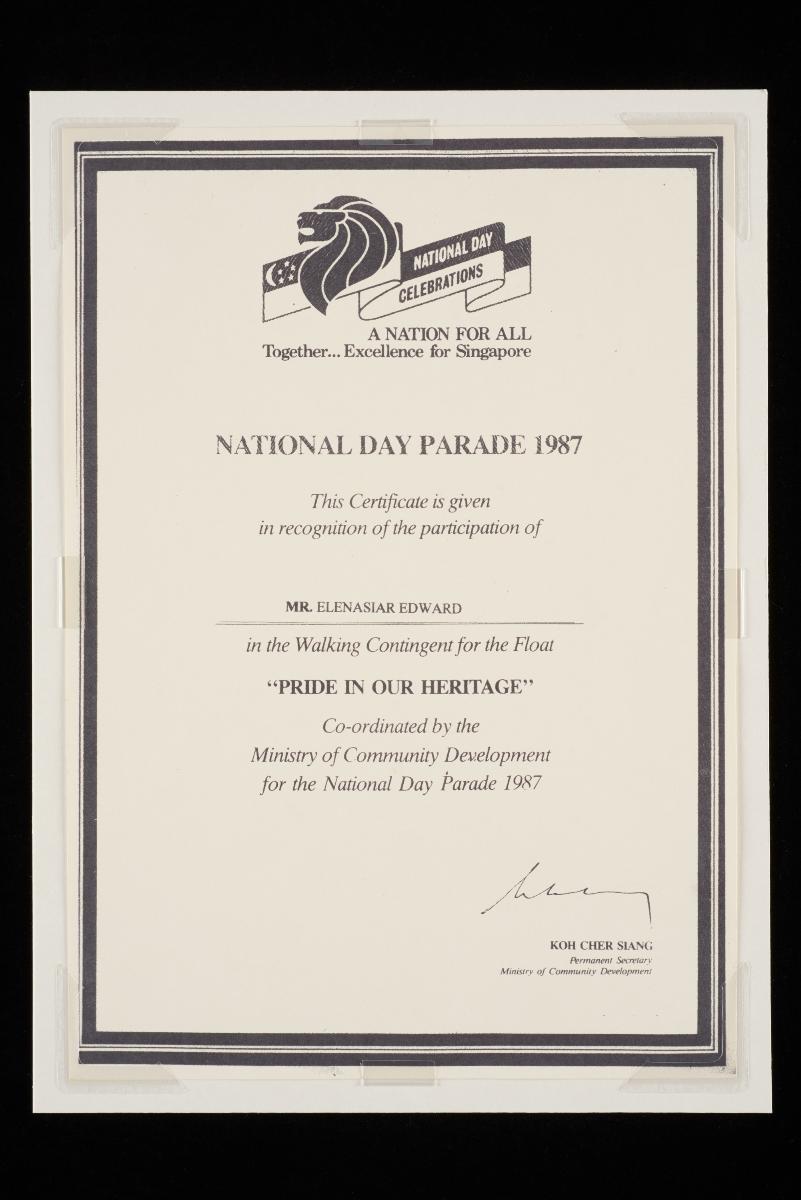 NATIONAL DAY
CELEBRATIONS
A NATION FOR ALL
Together... Excellence for Singapore
NATIONAL DAY PARADE 1987
This Certificate is given
in recognition of the participation of
MR. ELENASIAR EDWARD
in the Walking Contingent for the Float
“PRIDE IN OUR HERITAGE”
Co-ordinated by the
Ministry of Community Development
for the National Day Parade 1987
KOH CHER SIANG
Permanent Secretary
Ministry of Community Development